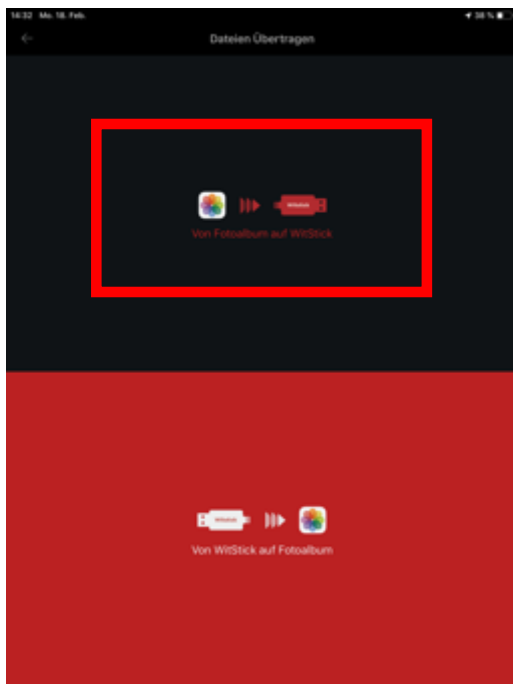 14:32 Mo. 18. Feb.
38 %
Dateien Übertragen
Von Fotoalbum auf WitStick
Von WitStick auf Fotoalbum